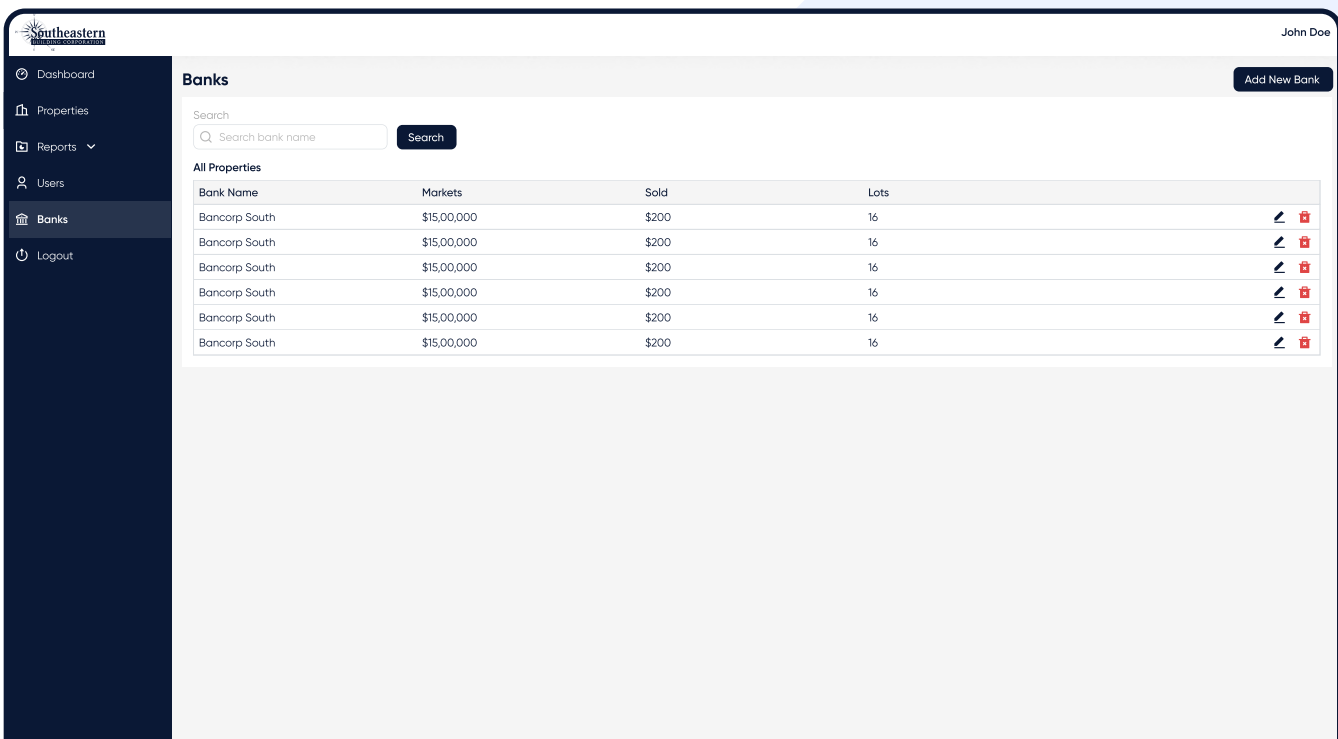 Southeastern
BUILDING CORPORATION
John Doe
Dashboard
Properties
Reports
Users
Banks
Logout
Banks
Add New Bank
Search
Search bank name
Search
All Properties
Bank Name Markets Sold Lots
Bancorp South $15,00,000 $200 16
Bancorp South $15,00,000 $200 16
Bancorp South $15,00,000 $200 16
Bancorp South $15,00,000 $200 16
Bancorp South $15,00,000 $200 16
Bancorp South $15,00,000 $200 16